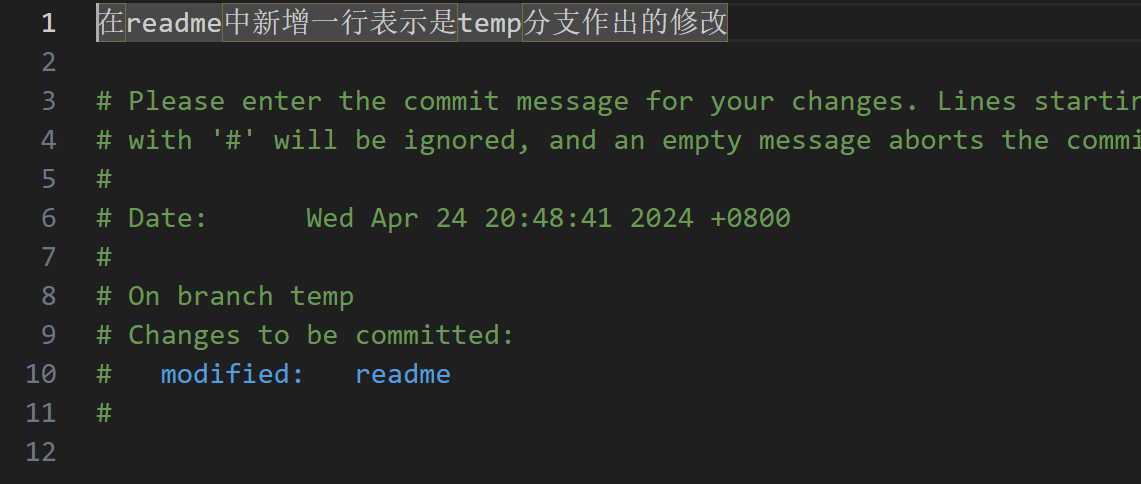 1 在readme中新增一行表示是temp分支作出的修改
2
3 # Please enter the commit message for your changes. Lines
4 # with '#' will be ignored, and an empty message aborts the
5 #
6 # Date:      Wed Apr 24 20:48:41 2024 +0800
7 #
8 # On branch temp
9 # Changes to be committed:
10 #   modified:   readme
11 #
12